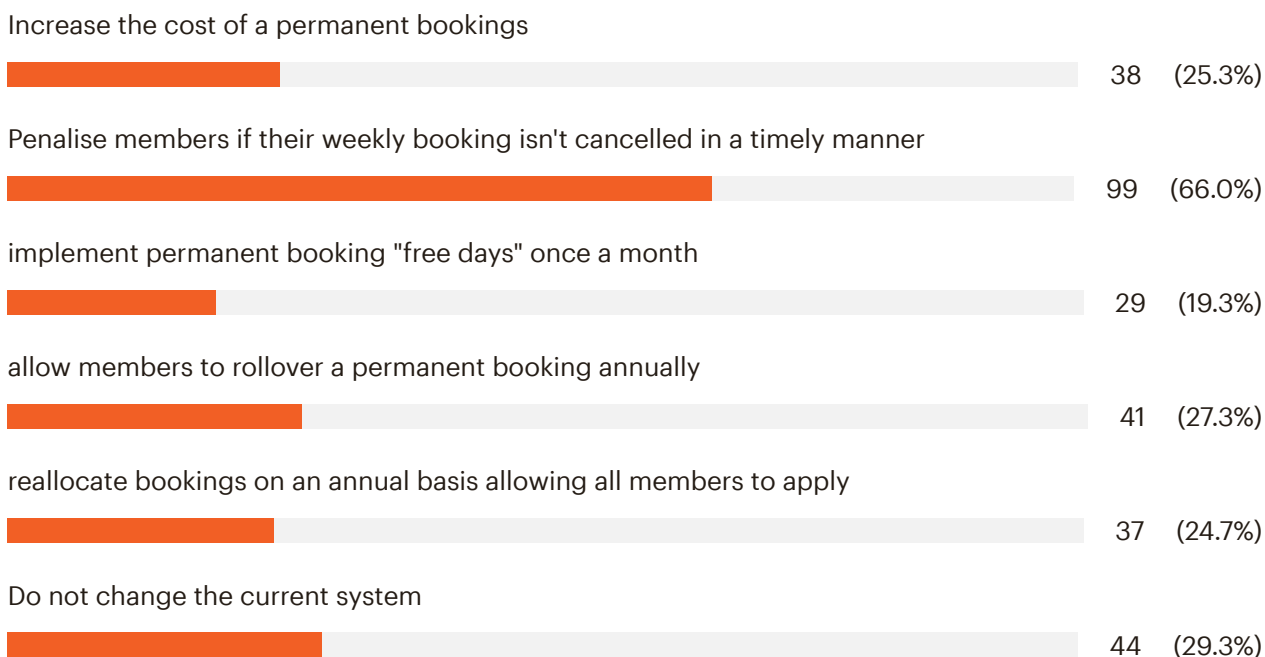 Increase the cost of a permanent bookings
38 (25.3%)
Penalise members if their weekly booking isn't cancelled in a timely manner
99 (66.0%)
implement permanent booking "free days" once a month
29 (19.3%)
allow members to rollover a permanent booking annually
41 (27.3%)
reallocate bookings on an annual basis allowing all members to apply
37 (24.7%)
Do not change the current system
44 (29.3%)